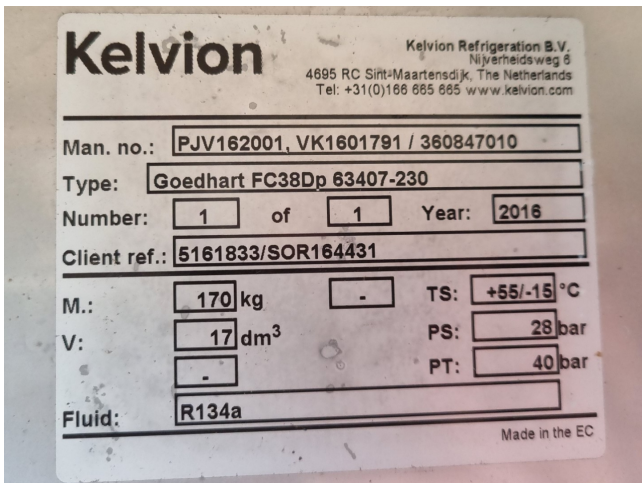 Kelvion
Kelvion Refrigeration B.V.
Nijverheidsweg 6
4695 RC Sint-Maartensdijk, The Netherlands
Tel: +31(0)166 665 665 www.kelvion.com
Man. no.: PJV162001, VK1601791 / 360847010
Type: Goedhart FC38Dp 63407-230
Number: 1 of 1 Year: 2016
Client ref.: 5161833/SOR164431
M.: 170 kg - TS: +55/-15 °C
V: 17 dm³ PS: 28 bar
- PT: 40 bar
Fluid: R134a
Made in the EC